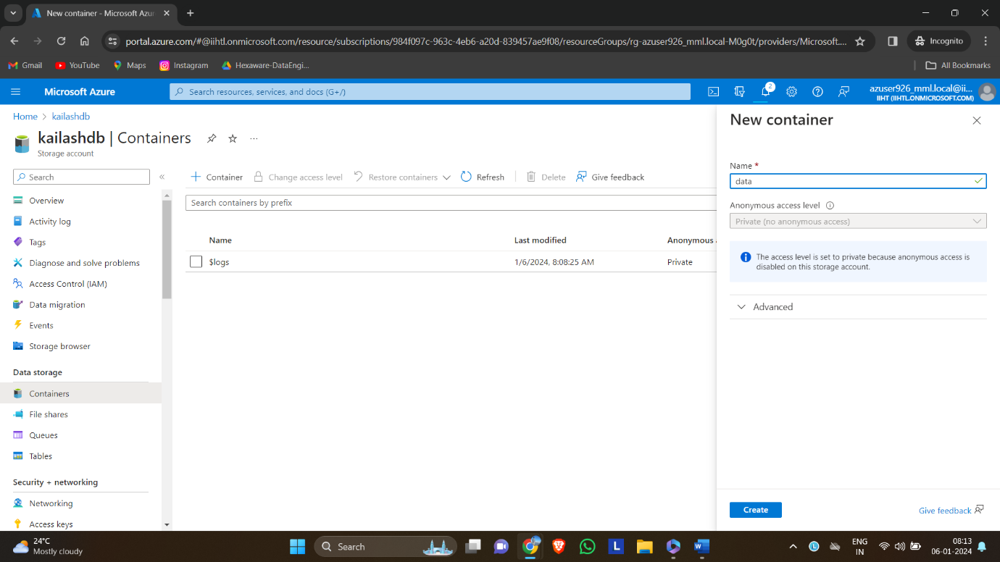 New container - Microsoft Azu
portal.azure.com/#@iihtl.onmicrosoft.com/resource/subscriptions/984f097c-963c-4eb6-a20d-839457ae9f08/resourceGroups/rg-azuser926_mml.local-M0g0t/providers/Microsoft....
Incognito
Gmail YouTube Maps Instagram Hexaware-DataEngi... All Bookmarks
Microsoft Azure
Search resources, services, and docs (G+/)
2
azuser926_mml.local@ii...
IIHT (IIHTL.ONMICROSOFT.COM)
Home > kailashdb
kailashdb | Containers
Storage account
Search
Overview
Activity log
Tags
Diagnose and solve problems
Access Control (IAM)
Data migration
Events
Storage browser
Data storage
Containers
File shares
Queues
Tables
Security + networking
Networking
Access keys
Container Change access level Restore containers Refresh Delete Give feedback
Search containers by prefix
Name Last modified Anonymous a
$logs 1/6/2024, 8:08:25 AM Private
New container
Name *
data
Anonymous access level
Private (no anonymous access)
The access level is set to private because anonymous access is
disabled on this storage account.
Advanced
Create Give feedback
24°C
Mostly cloudy
Search
L
W
L
ENG
IN
08:13
06-01-2024